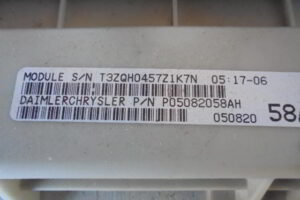 MODULE S/N T3ZQH0457Z1K7N 05-17-06
DAIMLERCHRYSLER P/N P05082058AH
050820 58